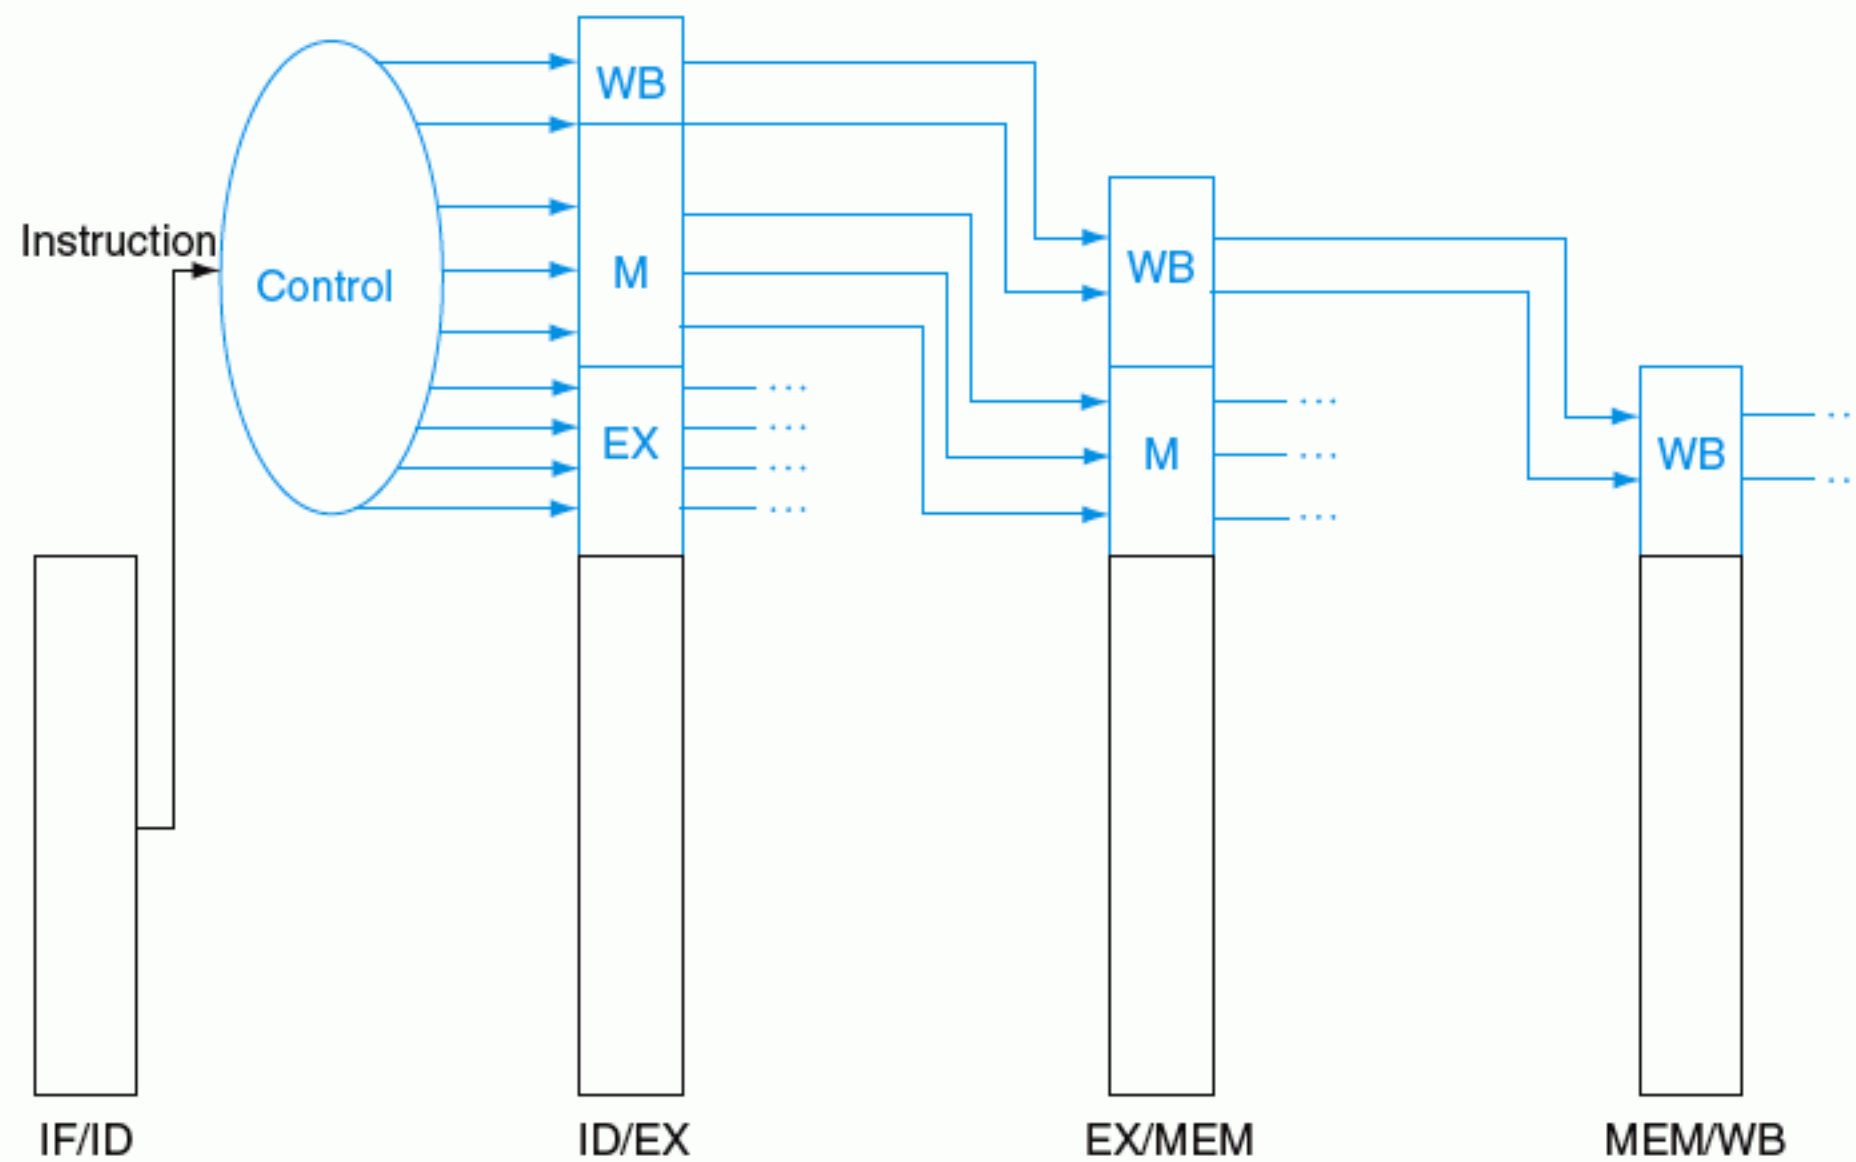 WB
Instruction
Control
M
WB
EX
M
WB
IF/ID
ID/EX
EX/MEM
MEM/WB